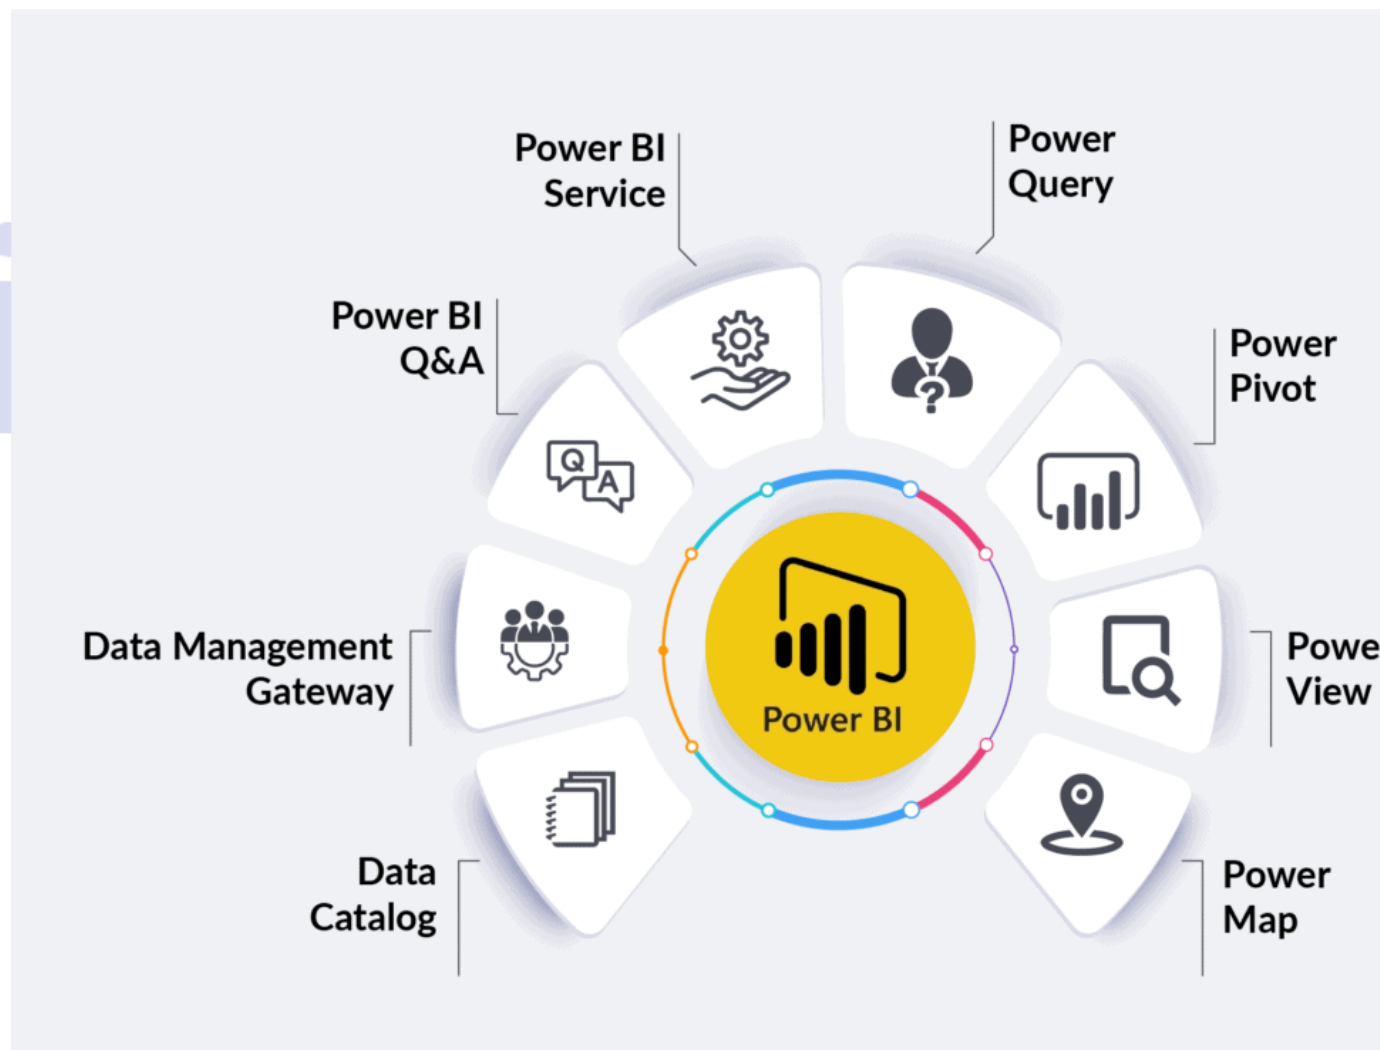 Power BI
Service
Power
Query
Power BI
Q&A
Power
Pivot
Q
A
?
Data Management
Gateway
Power BI
Powe
View
Data
Catalog
Power
Map